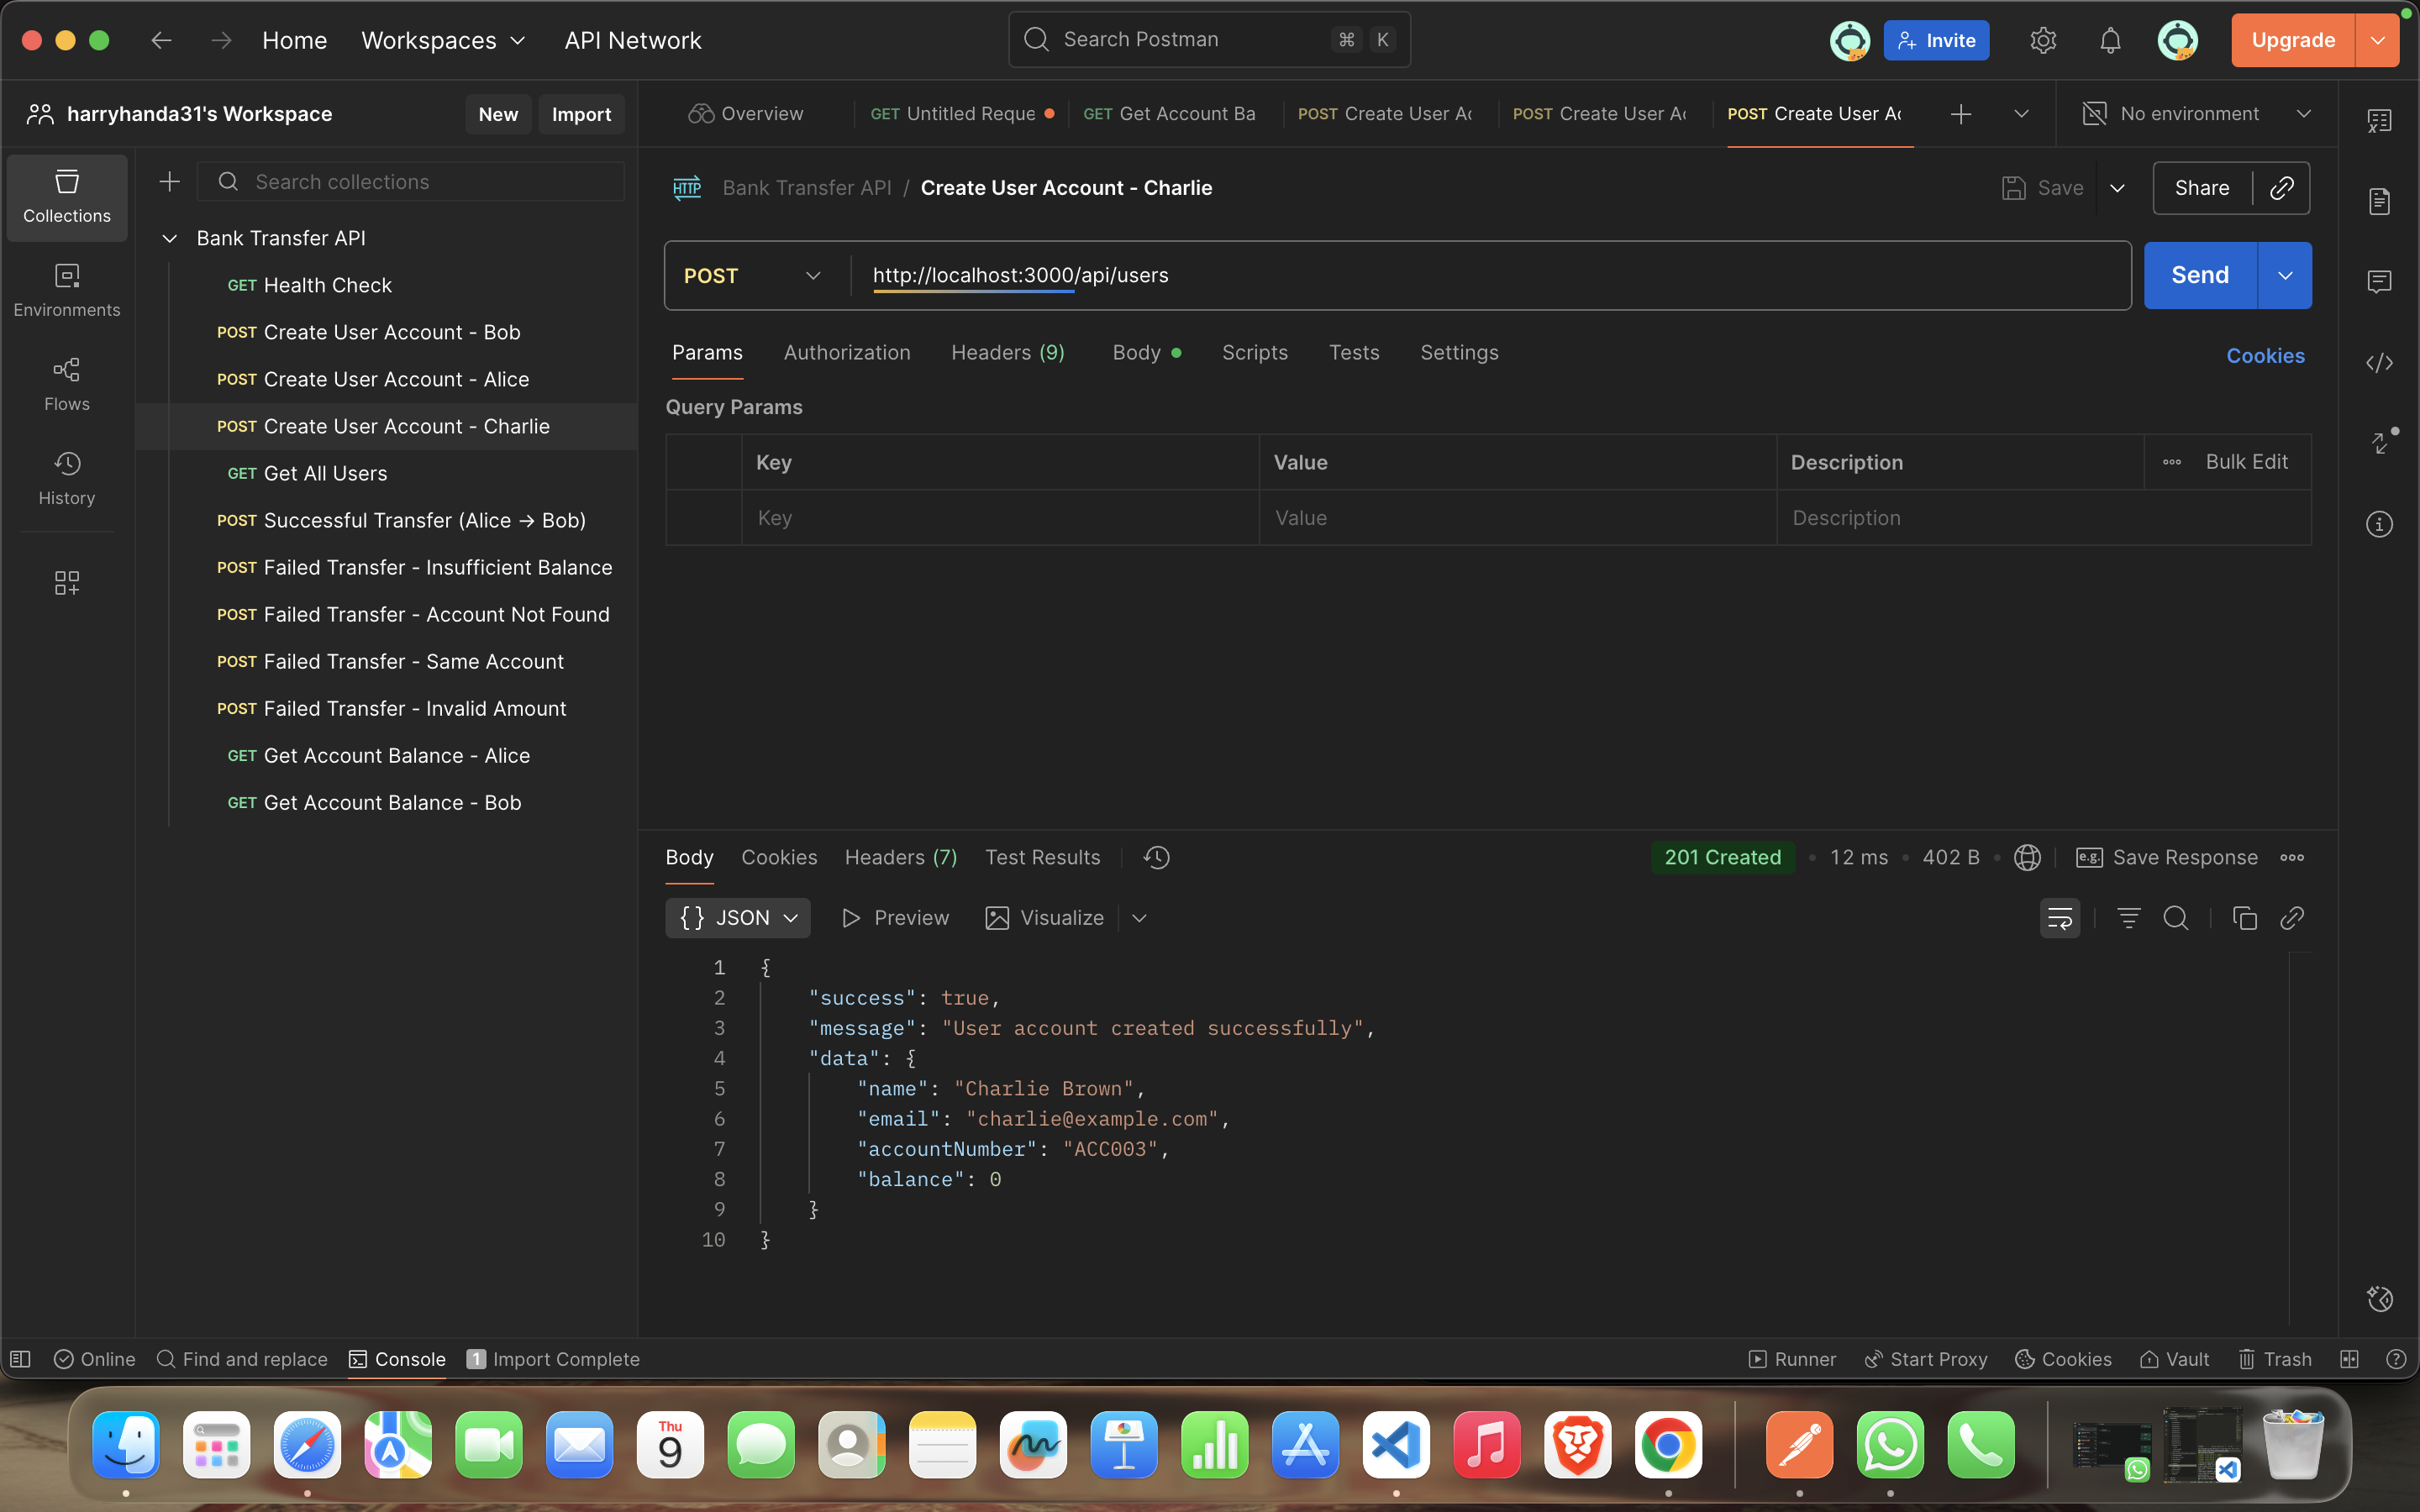 Home
Workspaces
API Network
Search Postman
⌘ K
Invite
Upgrade
harryhanda31's Workspace
New
Import
Overview
GET Untitled Reque
GET Get Account Ba
POST Create User Ac
POST Create User Ac
POST Create User Ac
No environment
Collections
Environments
Flows
History
Search collections
Bank Transfer API
GET Health Check
POST Create User Account - Bob
POST Create User Account - Alice
POST Create User Account - Charlie
GET Get All Users
POST Successful Transfer (Alice → Bob)
POST Failed Transfer - Insufficient Balance
POST Failed Transfer - Account Not Found
POST Failed Transfer - Same Account
POST Failed Transfer - Invalid Amount
GET Get Account Balance - Alice
GET Get Account Balance - Bob
HTTP Bank Transfer API / Create User Account - Charlie
Save
Share
POST
http://localhost:3000/api/users
Send
Params
Authorization
Headers (9)
Body
Scripts
Tests
Settings
Cookies
Query Params
Key
Value
Description
Bulk Edit
Key
Value
Description
Body
Cookies
Headers (7)
Test Results
201 Created
12 ms
402 B
e.g. Save Response
{} JSON
Preview
Visualize
1 {
2 "success": true,
3 "message": "User account created successfully",
4 "data": {
5 "name": "Charlie Brown",
6 "email": "charlie@example.com",
7 "accountNumber": "ACC003",
8 "balance": 0
9 }
10 }
Online
Find and replace
Console
1 Import Complete
Runner
Start Proxy
Cookies
Vault
Trash
Thu
9